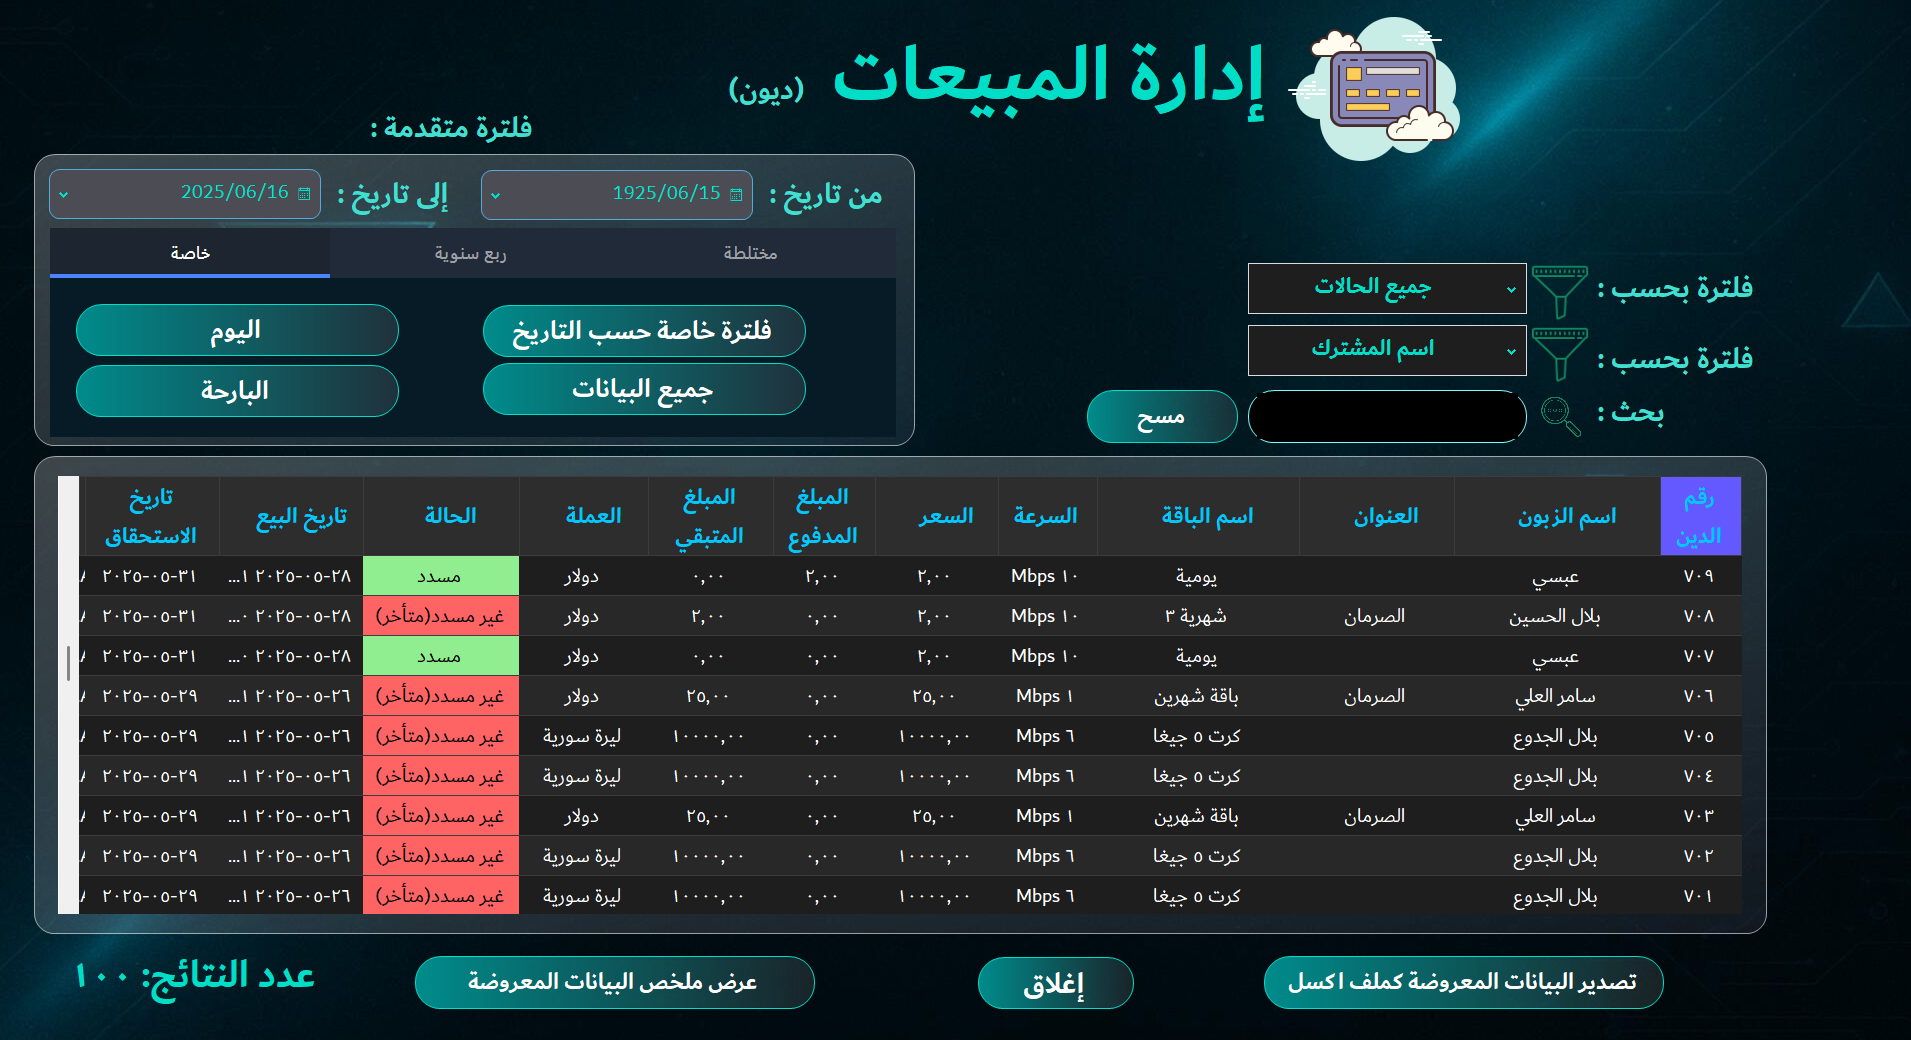 إدارة المبيعات (ديون)
فلترة متقدمة :
من تاريخ : 1925/06/15 إلى تاريخ : 2025/06/16
مختلطة ربع سنوية خاصة
فلترة خاصة حسب التاريخ اليوم
جميع البيانات البارحة
فلترة بحسب : جميع الحالات
فلترة بحسب : اسم المشترك
بحث : مسح
رقم الدين اسم الزبون العنوان اسم الباقة السرعة السعر المبلغ المدفوع المبلغ المتبقي العملة الحالة تاريخ البيع تاريخ الاستحقاق
٧٠٩ عبسي يومية ١٠ Mbps ٢,٠٠ ٢,٠٠ ٠,٠٠ دولار مسدد ٢٨-٠٥-٢٠٢٥ ١... ٣١-٠٥-٢٠٢٥
٧٠٨ بلال الحسين الصرمان شهرية ٣ ١٠ Mbps ٢,٠٠ ٠,٠٠ ٢,٠٠ دولار غير مسدد(متأخر) ٢٨-٠٥-٢٠٢٥ ٠... ٣١-٠٥-٢٠٢٥
٧٠٧ عبسي يومية ١٠ Mbps ٢,٠٠ ٠,٠٠ ٠,٠٠ دولار مسدد ٢٨-٠٥-٢٠٢٥ ٠... ٣١-٠٥-٢٠٢٥
٧٠٦ سامر العلي الصرمان باقة شهرين ١ Mbps ٢٥,٠٠ ٠,٠٠ ٢٥,٠٠ دولار غير مسدد(متأخر) ٢٦-٠٥-٢٠٢٥ ١... ٢٩-٠٥-٢٠٢٥
٧٠٥ بلال الجدوع كرت ٥ جيغا ٦ Mbps ١٠٠٠٠,٠٠ ٠,٠٠ ١٠٠٠٠,٠٠ ليرة سورية غير مسدد(متأخر) ٢٦-٠٥-٢٠٢٥ ١... ٢٩-٠٥-٢٠٢٥
٧٠٤ بلال الجدوع كرت ٥ جيغا ٦ Mbps ١٠٠٠٠,٠٠ ٠,٠٠ ١٠٠٠٠,٠٠ ليرة سورية غير مسدد(متأخر) ٢٦-٠٥-٢٠٢٥ ١... ٢٩-٠٥-٢٠٢٥
٧٠٣ سامر العلي الصرمان باقة شهرين ١ Mbps ٢٥,٠٠ ٠,٠٠ ٢٥,٠٠ دولار غير مسدد(متأخر) ٢٦-٠٥-٢٠٢٥ ١... ٢٩-٠٥-٢٠٢٥
٧٠٢ بلال الجدوع كرت ٥ جيغا ٦ Mbps ١٠٠٠٠,٠٠ ٠,٠٠ ١٠٠٠٠,٠٠ ليرة سورية غير مسدد(متأخر) ٢٦-٠٥-٢٠٢٥ ١... ٢٩-٠٥-٢٠٢٥
٧٠١ بلال الجدوع كرت ٥ جيغا ٦ Mbps ١٠٠٠٠,٠٠ ٠,٠٠ ١٠٠٠٠,٠٠ ليرة سورية غير مسدد(متأخر) ٢٦-٠٥-٢٠٢٥ ١... ٢٩-٠٥-٢٠٢٥
تصدير البيانات المعروضة كملف اكسل إغلاق عرض ملخص البيانات المعروضة عدد النتائج: ١٠٠